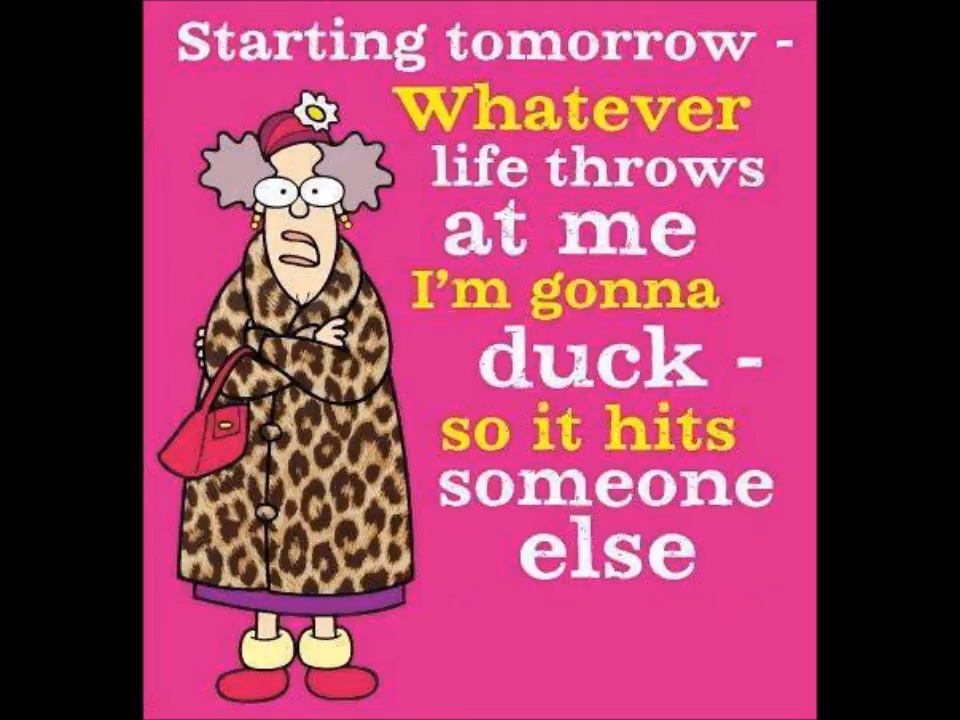 Starting tomorrow -
Whatever
life throws
at me
I'm gonna
duck -
so it hits
someone
else